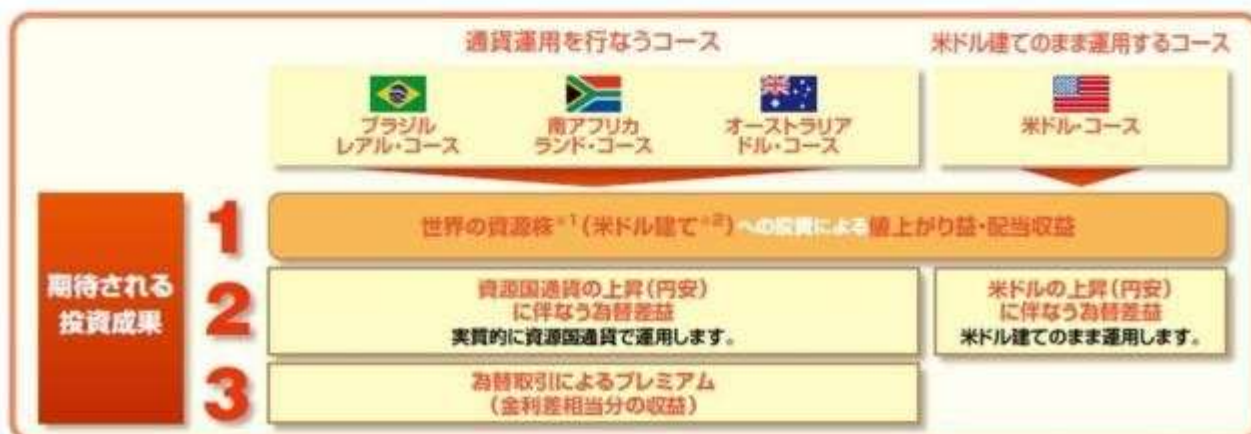 通貨運用を行なうコース
米ドル建てのまま運用するコース
ブラジル
レアル・コース
南アフリカ
ランド・コース
オーストラリア
ドル・コース
米ドル・コース
期待される
投資成果
1
世界の資源株※1(米ドル建て※2)への投資による値上がり益・配当収益
2
資源国通貨の上昇(円安)
に伴なう為替差益
実質的に資源国通貨で運用します。
米ドルの上昇(円安)
に伴なう為替差益
米ドル建てのまま運用します。
3
為替取引によるプレミアム
(金利差相当分の収益)